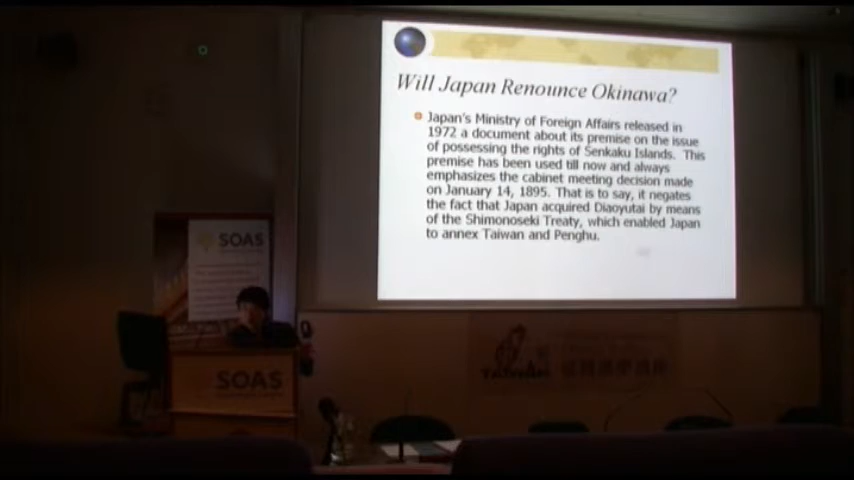 Will Japan Renounce Okinawa?
Japan's Ministry of Foreign Affairs released in
1972 a document about its premise on the issue
of possessing the rights of Senkaku Islands. This
premise has been used till now and always
emphasizes the cabinet meeting decision made
on January 14, 1895. That is to say, it negates
the fact that Japan acquired Diaoyutai by means
of the Shimonoseki Treaty, which enabled Japan
to annex Taiwan and Penghu.
SOAS
SOAS